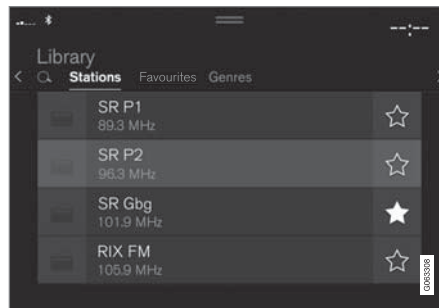 --:--
Library
Stations Favourites Genres
SR P1
89.3 MHz
SR P2
96.3 MHz
SR Gbg
101.9 MHz
RIX FM
105.9 MHz
G063308